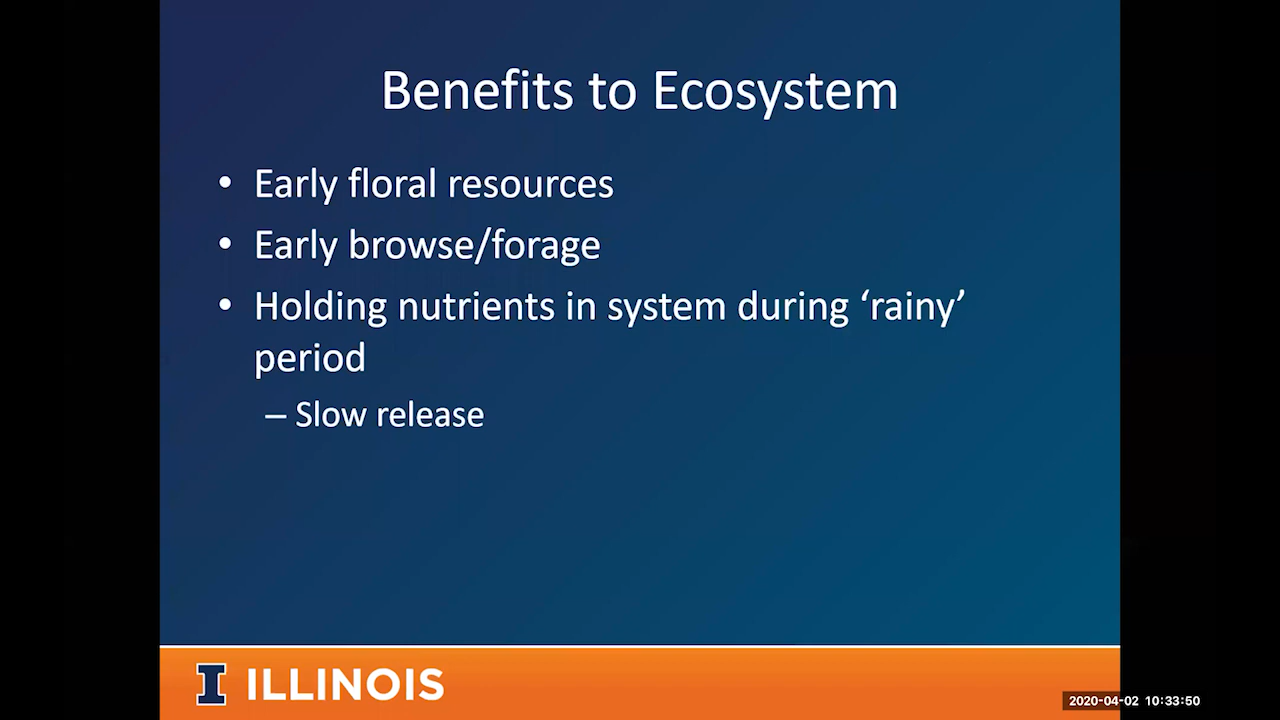 Benefits to Ecosystem
• Early floral resources
• Early browse/forage
• Holding nutrients in system during ‘rainy’
period
– Slow release
I ILLINOIS
2020-04-02 10:33:50